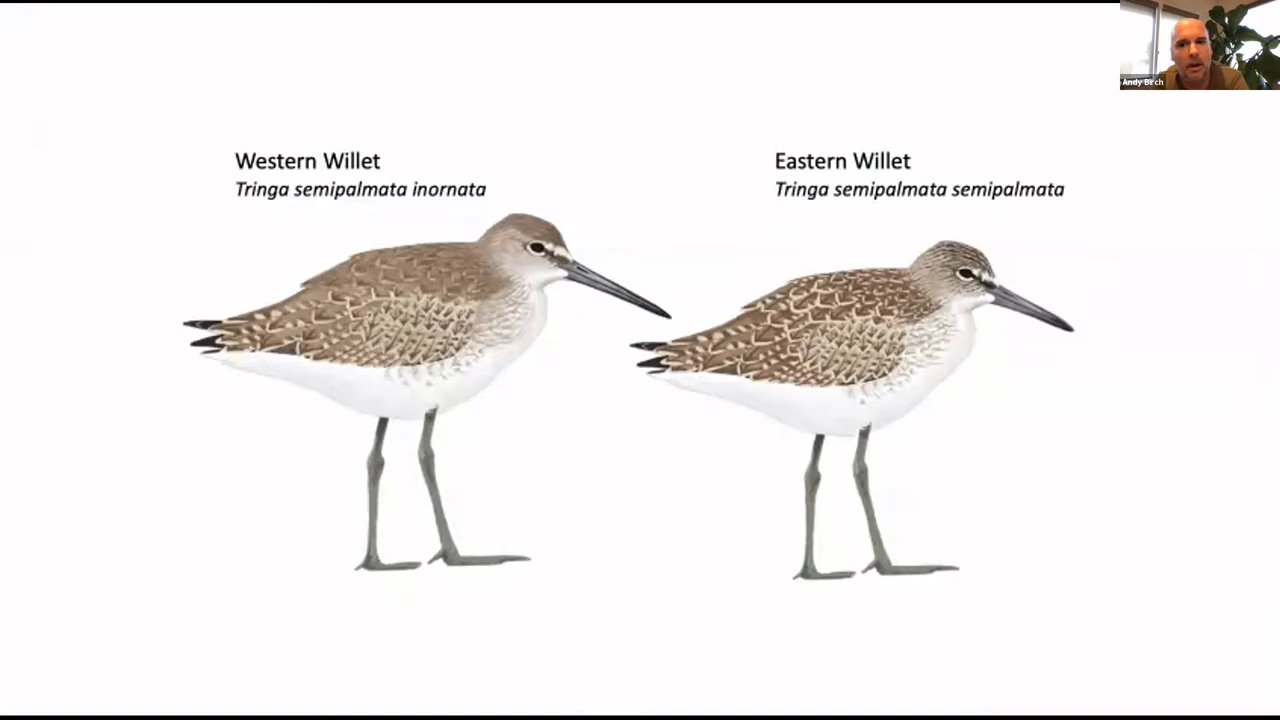 Andy Birch
Western Willet
Tringa semipalmata inornata
Eastern Willet
Tringa semipalmata semipalmata